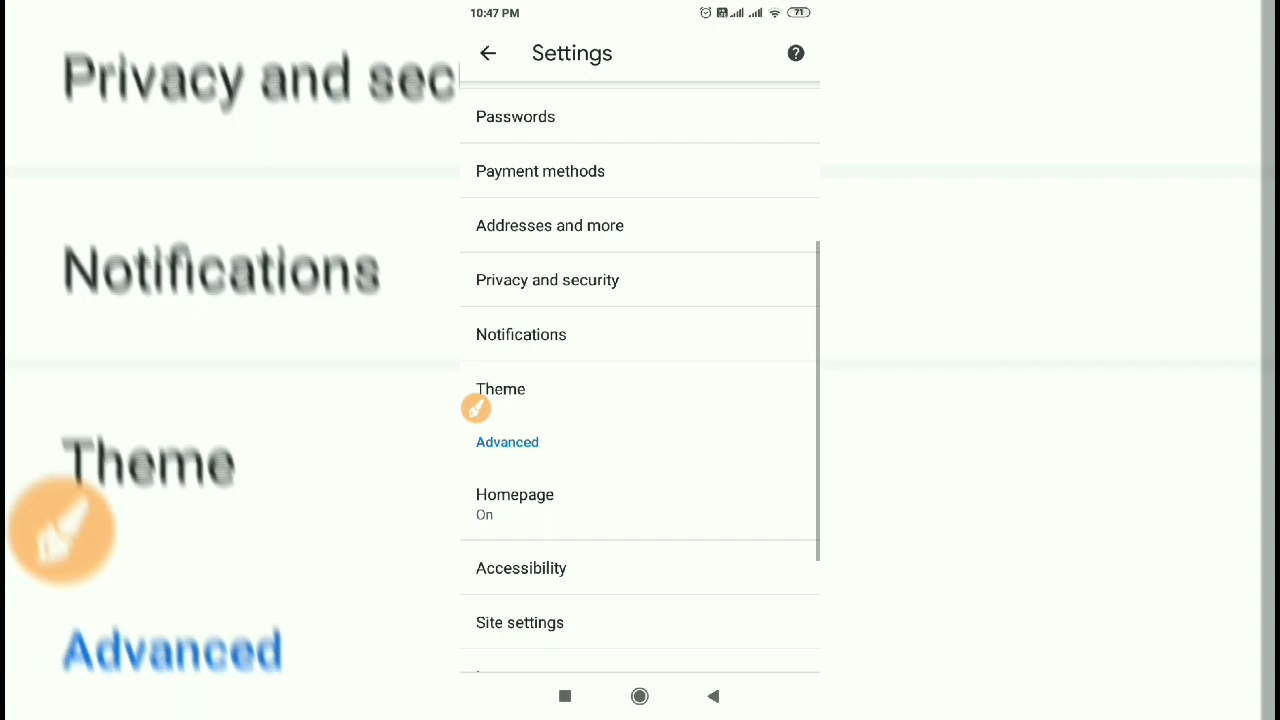 10:47 PM
71
Settings
Passwords
Payment methods
Addresses and more
Privacy and security
Notifications
Theme
Advanced
Homepage
On
Accessibility
Site settings
Privacy and sec
Notifications
Theme
Advanced